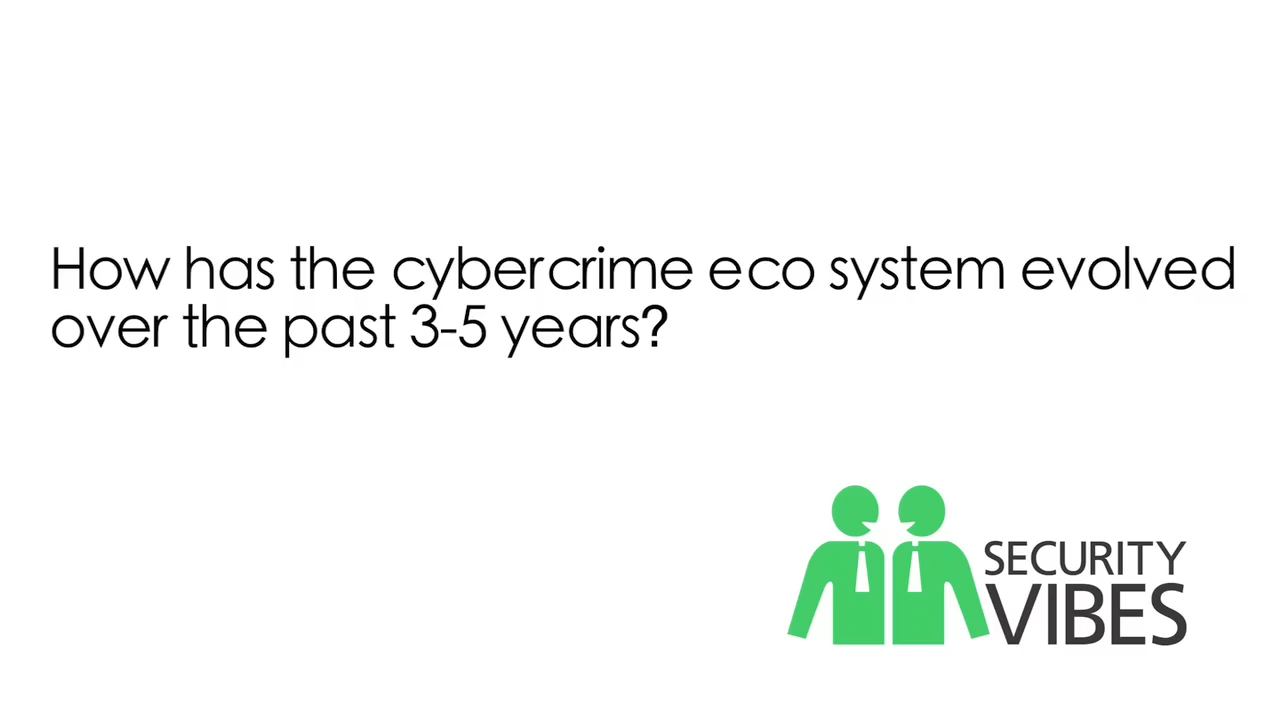 How has the cybercrime eco system evolved
over the past 3-5 years?
SECURITY
VIBES